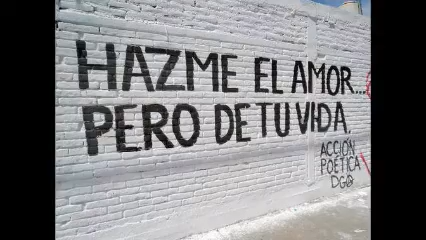 HAZME EL AMOR...
PERO DE TU VIDA.
ACCIÓN
POÉTICA
DGO